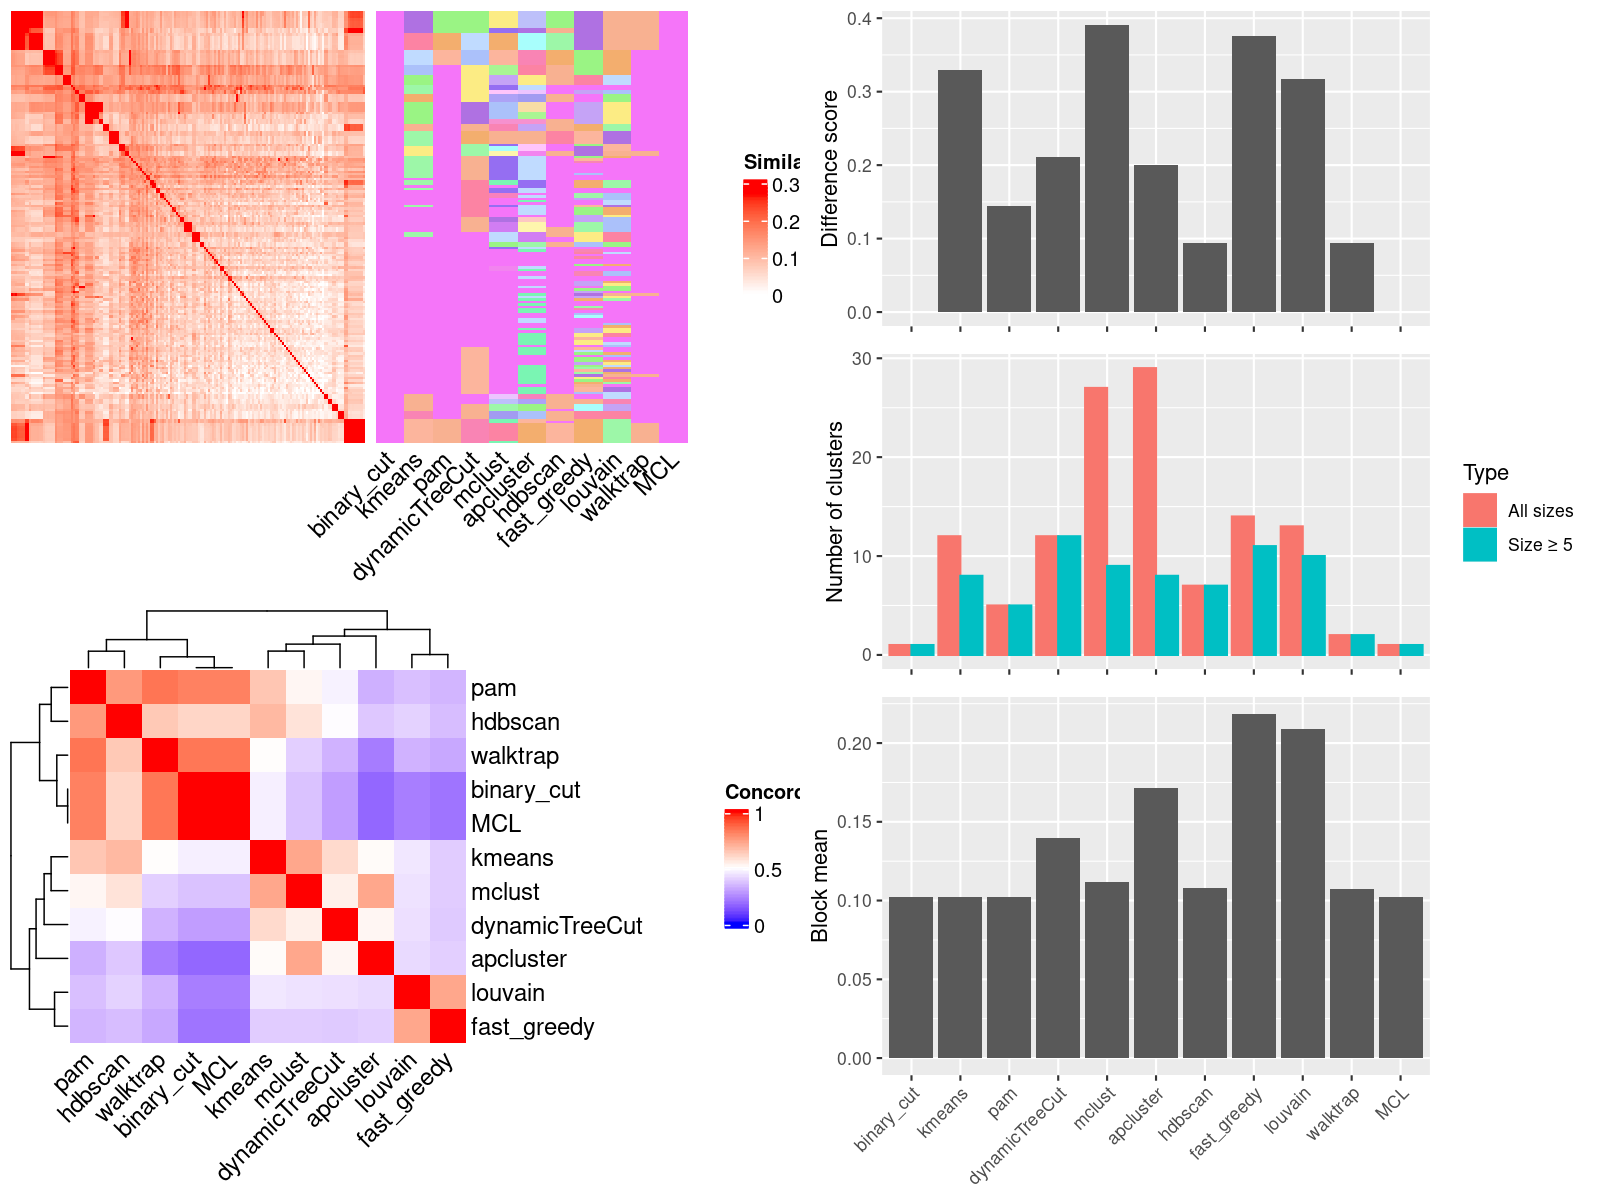 Simila
0.3
0.2
0.1
0
binary_cut
kmeans
pam
dynamicTreeCut
mclust
apcluster
hdbscan
fast_greedy
louvain
walktrap
MCL
pam
hdbscan
walktrap
binary_cut
MCL
kmeans
mclust
dynamicTreeCut
apcluster
louvain
fast_greedy
Concord
1
0.5
0
pam
hdbscan
walktrap
binary_cut
MCL
kmeans
mclust
dynamicTreeCut
apcluster
louvain
fast_greedy
Difference score
0.4
0.3
0.2
0.1
0.0
Number of clusters
30
20
10
0
Type
All sizes
Size ≥ 5
Block mean
0.20
0.15
0.10
0.05
0.00
binary_cut
kmeans
pam
dynamicTreeCut
mclust
apcluster
hdbscan
fast_greedy
louvain
walktrap
MCL